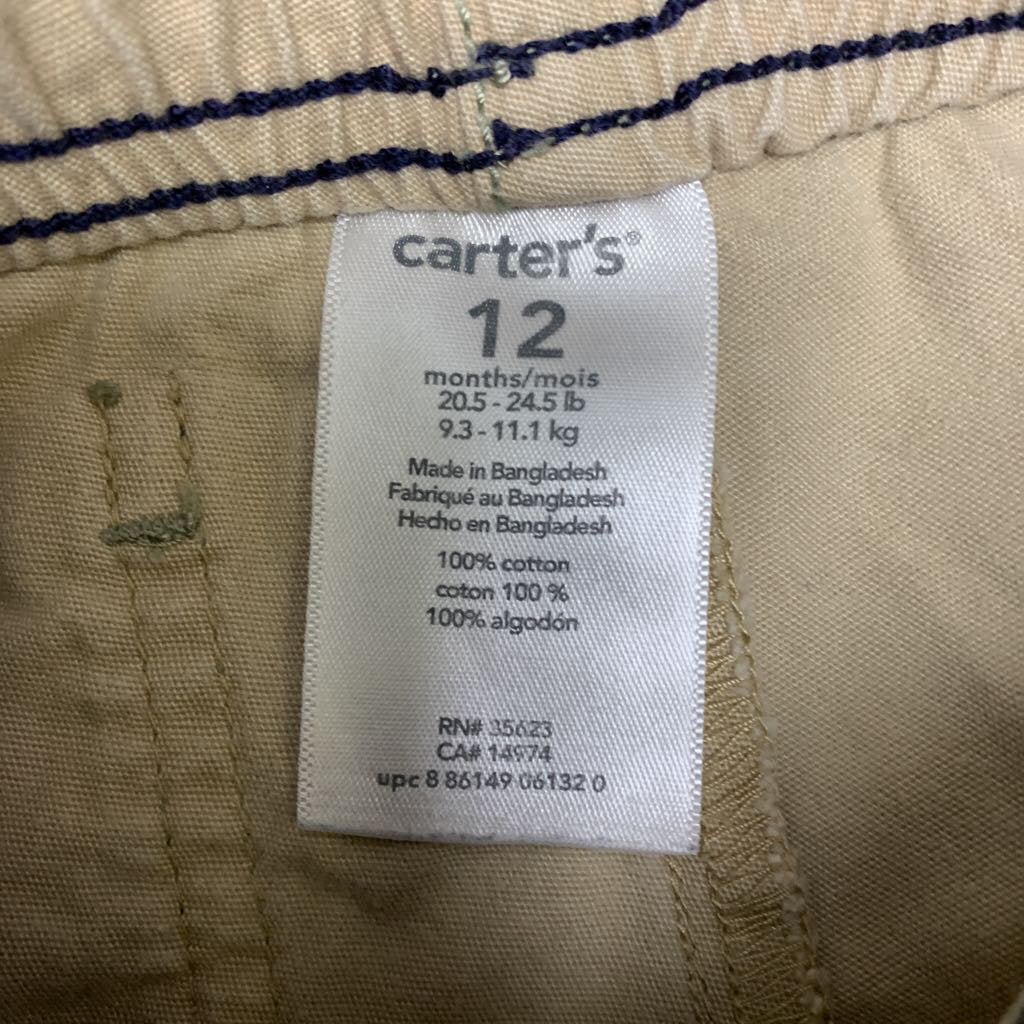 carter's®
12
months/mois
20.5 - 24.5 lb
9.3 - 11.1 kg
Made in Bangladesh
Fabriqué au Bangladesh
Hecho en Bangladesh
100% cotton
coton 100 %
100% algodón
RN# 35623
CA# 14974
upc 8 86149 06132 0